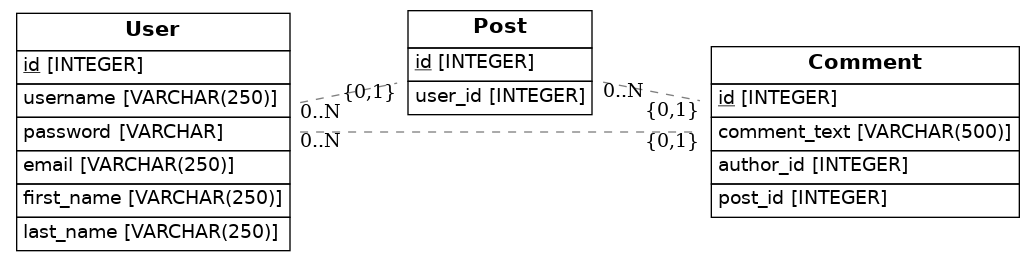 User
id [INTEGER]
username [VARCHAR(250)]
password [VARCHAR]
email [VARCHAR(250)]
first_name [VARCHAR(250)]
last_name [VARCHAR(250)]
0..N
{0,1}
0..N
{0,1}
Post
id [INTEGER]
user_id [INTEGER]
0..N
{0,1}
Comment
id [INTEGER]
comment_text [VARCHAR(500)]
author_id [INTEGER]
post_id [INTEGER]